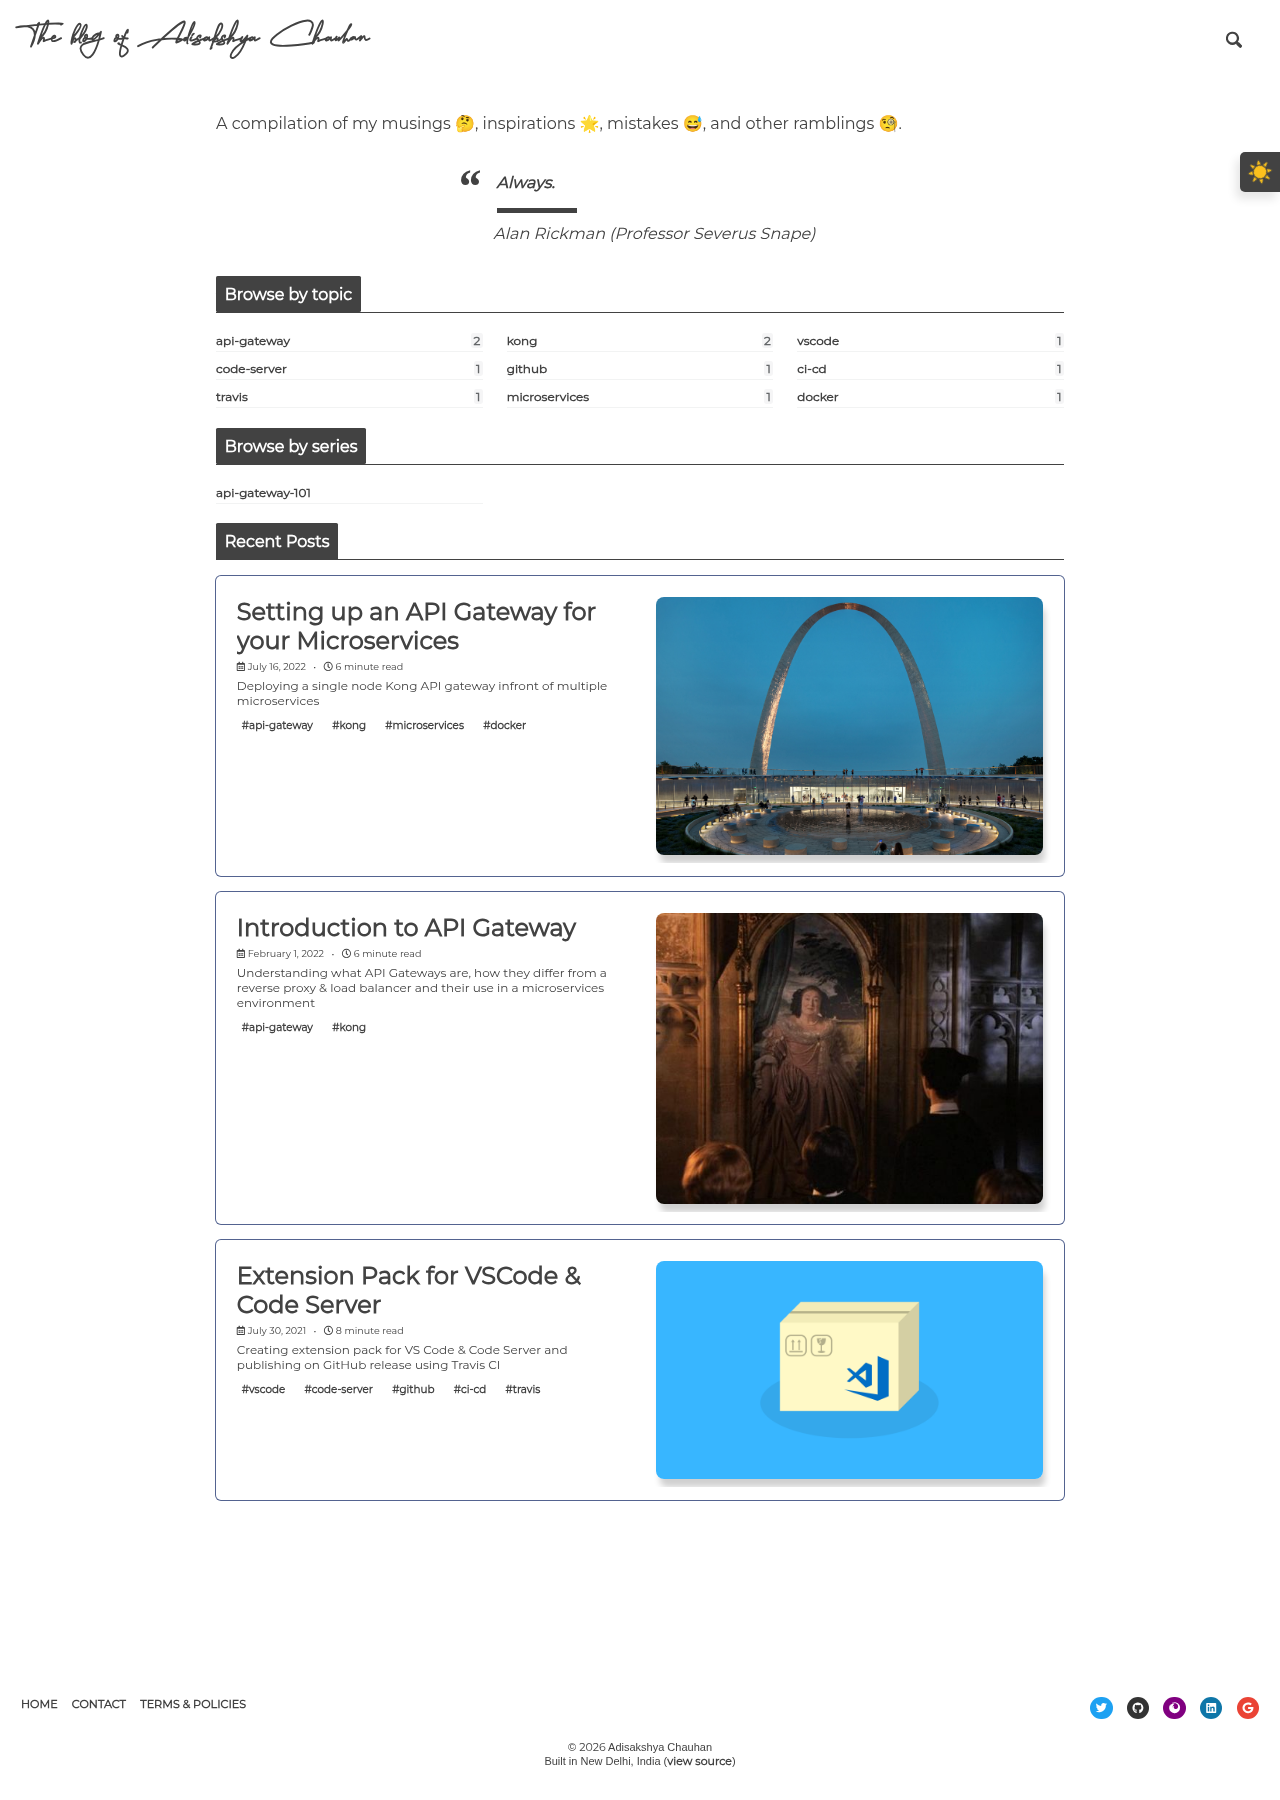 The blog of Adisakshya Chauhan
A compilation of my musings 🤔, inspirations 🌟, mistakes 😅, and other ramblings 🧐.
“ Always.
Alan Rickman (Professor Severus Snape)
Browse by topic
api-gateway 2 kong 2 vscode 1
code-server 1 github 1 ci-cd 1
travis 1 microservices 1 docker 1
Browse by series
api-gateway-101
Recent Posts
Setting up an API Gateway for
your Microservices
July 16, 2022 • 6 minute read
Deploying a single node Kong API gateway infront of multiple
microservices
#api-gateway #kong #microservices #docker
Introduction to API Gateway
February 1, 2022 • 6 minute read
Understanding what API Gateways are, how they differ from a
reverse proxy & load balancer and their use in a microservices
environment
#api-gateway #kong
Extension Pack for VSCode &
Code Server
July 30, 2021 • 8 minute read
Creating extension pack for VS Code & Code Server and
publishing on GitHub release using Travis CI
#vscode #code-server #github #ci-cd #travis
HOME CONTACT TERMS & POLICIES
© 2026 Adisakshya Chauhan
Built in New Delhi, India (view source)